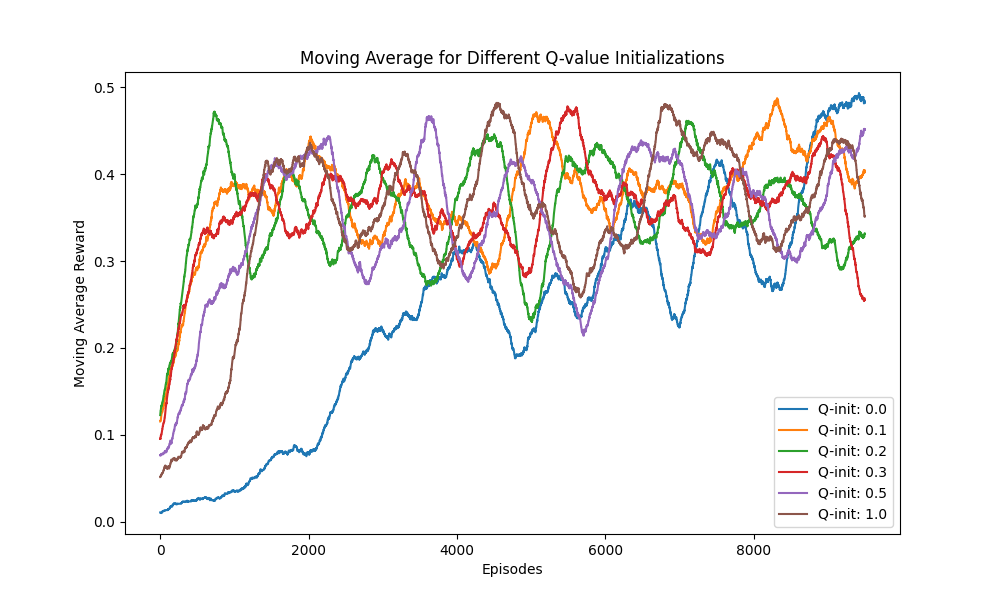 Moving Average for Different Q-value Initializations
Moving Average Reward
0.5
0.4
0.3
0.2
0.1
0.0
0 2000 4000 6000 8000
Episodes
Q-init: 0.0
Q-init: 0.1
Q-init: 0.2
Q-init: 0.3
Q-init: 0.5
Q-init: 1.0